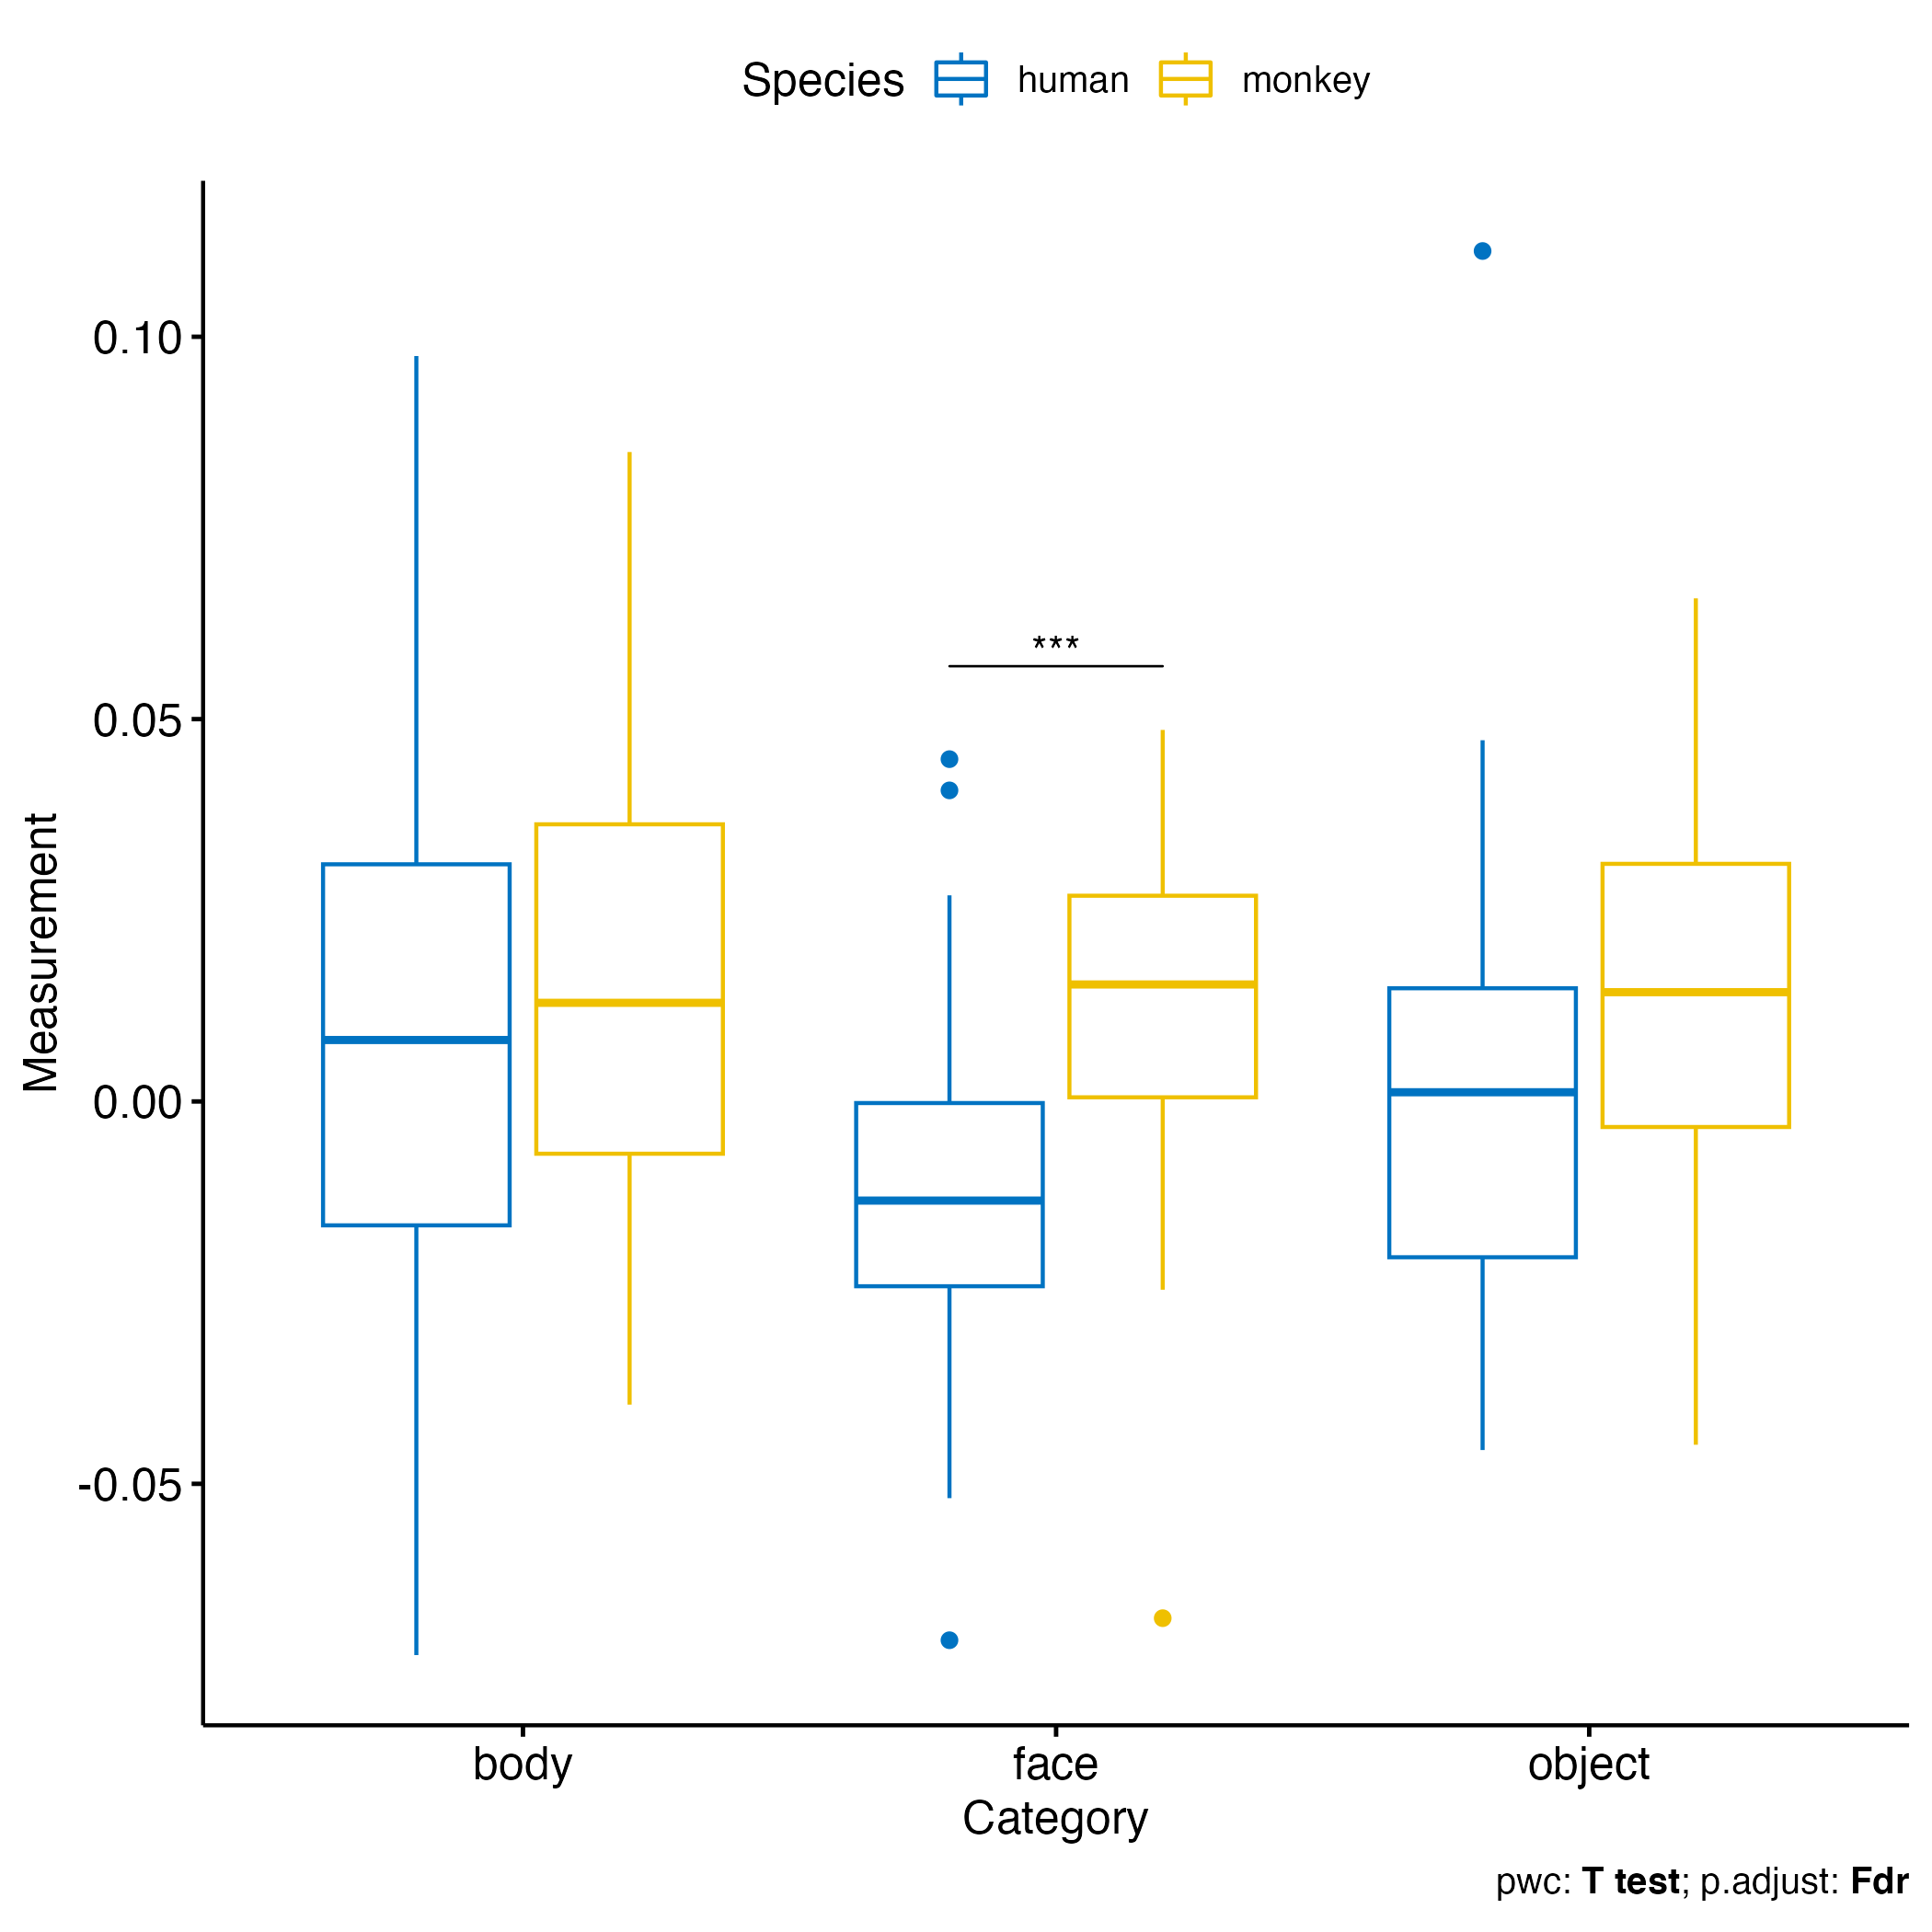 Species human monkey
0.10
0.05
0.00
-0.05
Measurement
***
body face object
Category
pwc: T test; p.adjust: Fdr